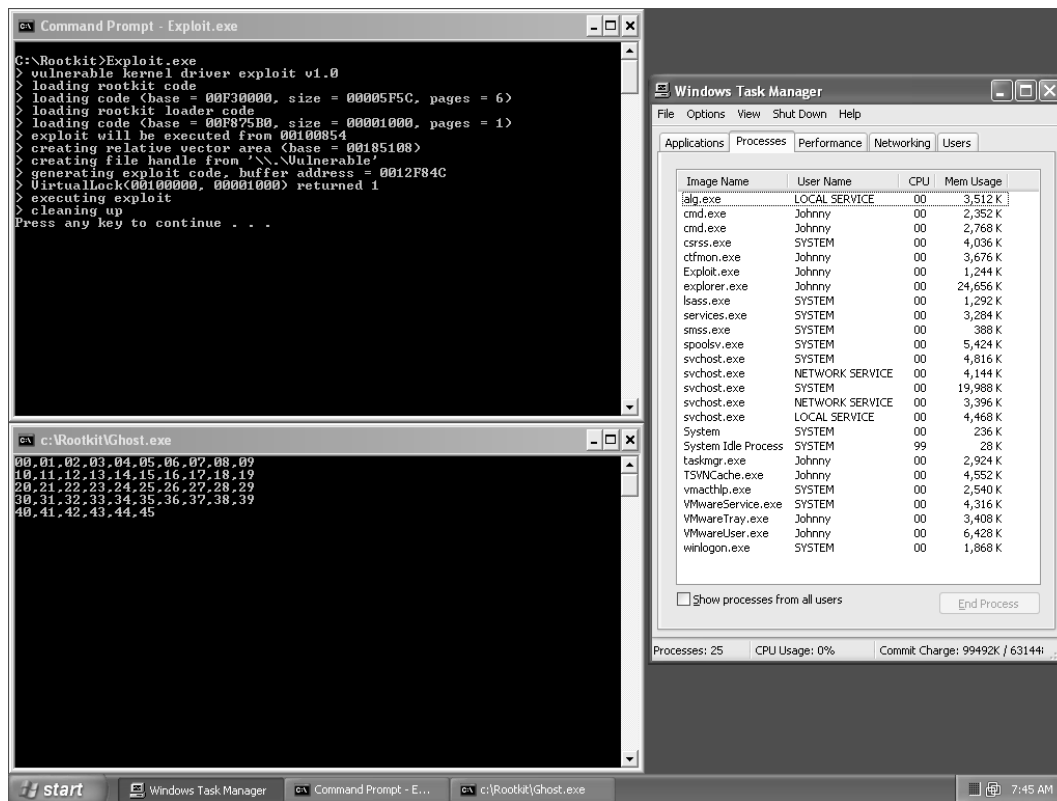 Command Prompt - Exploit.exe
C:\Rootkit>Exploit.exe
> vulnerable kernel driver exploit v1.0
> loading rootkit code
> loading code (base = 00F30000, size = 00005F5C, pages = 6)
> loading rootkit loader code
> loading code (base = 00F875B0, size = 00001000, pages = 1)
> exploit will be executed from 00100854
> creating relative vector area (base = 00185108)
> creating file handle from '\\.\Vulnerable'
> generating exploit code, buffer address = 0012F84C
> VirtualLock(00100000, 00001000) returned 1
> executing exploit
> cleaning up
Press any key to continue . . .
c:\Rootkit\Ghost.exe
00,01,02,03,04,05,06,07,08,09
10,11,12,13,14,15,16,17,18,19
20,21,22,23,24,25,26,27,28,29
30,31,32,33,34,35,36,37,38,39
40,41,42,43,44,45
Windows Task Manager
File Options View Shut Down Help
Applications Processes Performance Networking Users
Image Name User Name CPU Mem Usage
alg.exe LOCAL SERVICE 00 3,512 K
cmd.exe Johnny 00 2,352 K
cmd.exe Johnny 00 2,768 K
csrss.exe SYSTEM 00 4,036 K
ctfmon.exe Johnny 00 3,676 K
Exploit.exe Johnny 00 1,244 K
explorer.exe Johnny 00 24,656 K
lsass.exe SYSTEM 00 1,292 K
services.exe SYSTEM 00 3,284 K
smss.exe SYSTEM 00 388 K
spoolsv.exe SYSTEM 00 5,424 K
svchost.exe SYSTEM 00 4,816 K
svchost.exe NETWORK SERVICE 00 4,144 K
svchost.exe SYSTEM 00 19,988 K
svchost.exe NETWORK SERVICE 00 3,396 K
svchost.exe LOCAL SERVICE 00 4,468 K
System SYSTEM 00 236 K
System Idle Process SYSTEM 99 28 K
taskmgr.exe Johnny 00 2,924 K
TSVNCache.exe Johnny 00 4,552 K
vmacthlp.exe SYSTEM 00 2,540 K
VMwareService.exe SYSTEM 00 4,316 K
VMwareTray.exe Johnny 00 3,408 K
VMwareUser.exe Johnny 00 6,428 K
winlogon.exe SYSTEM 00 1,868 K
Show processes from all users
End Process
Processes: 25 CPU Usage: 0% Commit Charge: 99492K / 63144
start Windows Task Manager Command Prompt - E... c:\Rootkit\Ghost.exe 7:45 AM